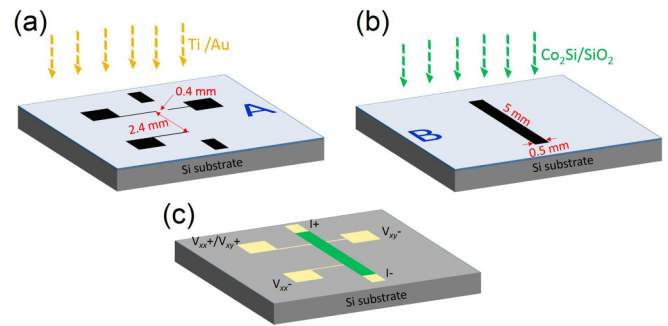 (a)
Ti /Au
0.4 mm
A
2.4 mm
Si substrate
(b)
Co₂Si/SiO₂
5 mm
B
0.5 mm
Si substrate
(c)
I+
Vxx+/Vxy+
Vxy-
Vxx-
I-
Si substrate